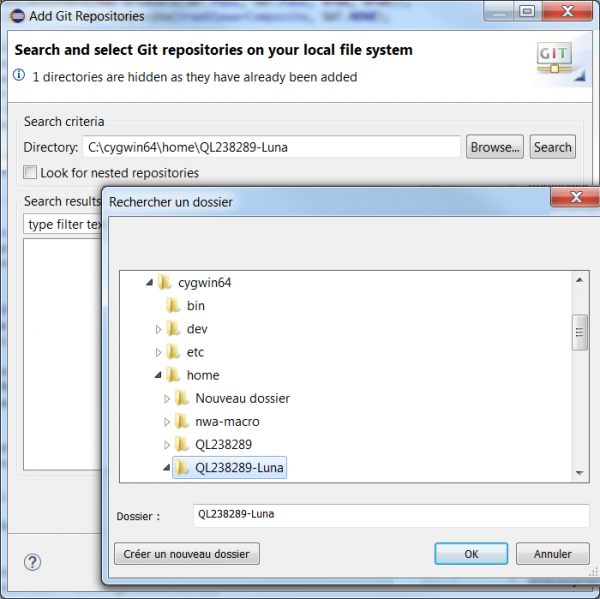 Add Git Repositories
Search and select Git repositories on your local file system
GIT
1 directories are hidden as they have already been added
Search criteria
Directory: C:\cygwin64\home\QL238289-Luna Browse... Search
Look for nested repositories
Search results
type filter tex
Rechercher un dossier
cygwin64
bin
dev
etc
home
Nouveau dossier
nwa-macro
QL238289
QL238289-Luna
Dossier : QL238289-Luna
Créer un nouveau dossier OK Annuler